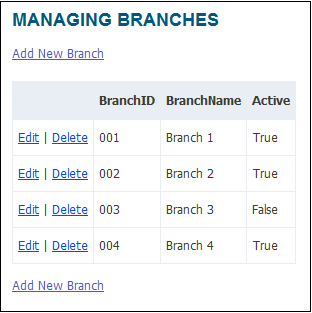 MANAGING BRANCHES
Add New Branch
BranchID BranchName Active
Edit | Delete 001 Branch 1 True
Edit | Delete 002 Branch 2 True
Edit | Delete 003 Branch 3 False
Edit | Delete 004 Branch 4 True
Add New Branch